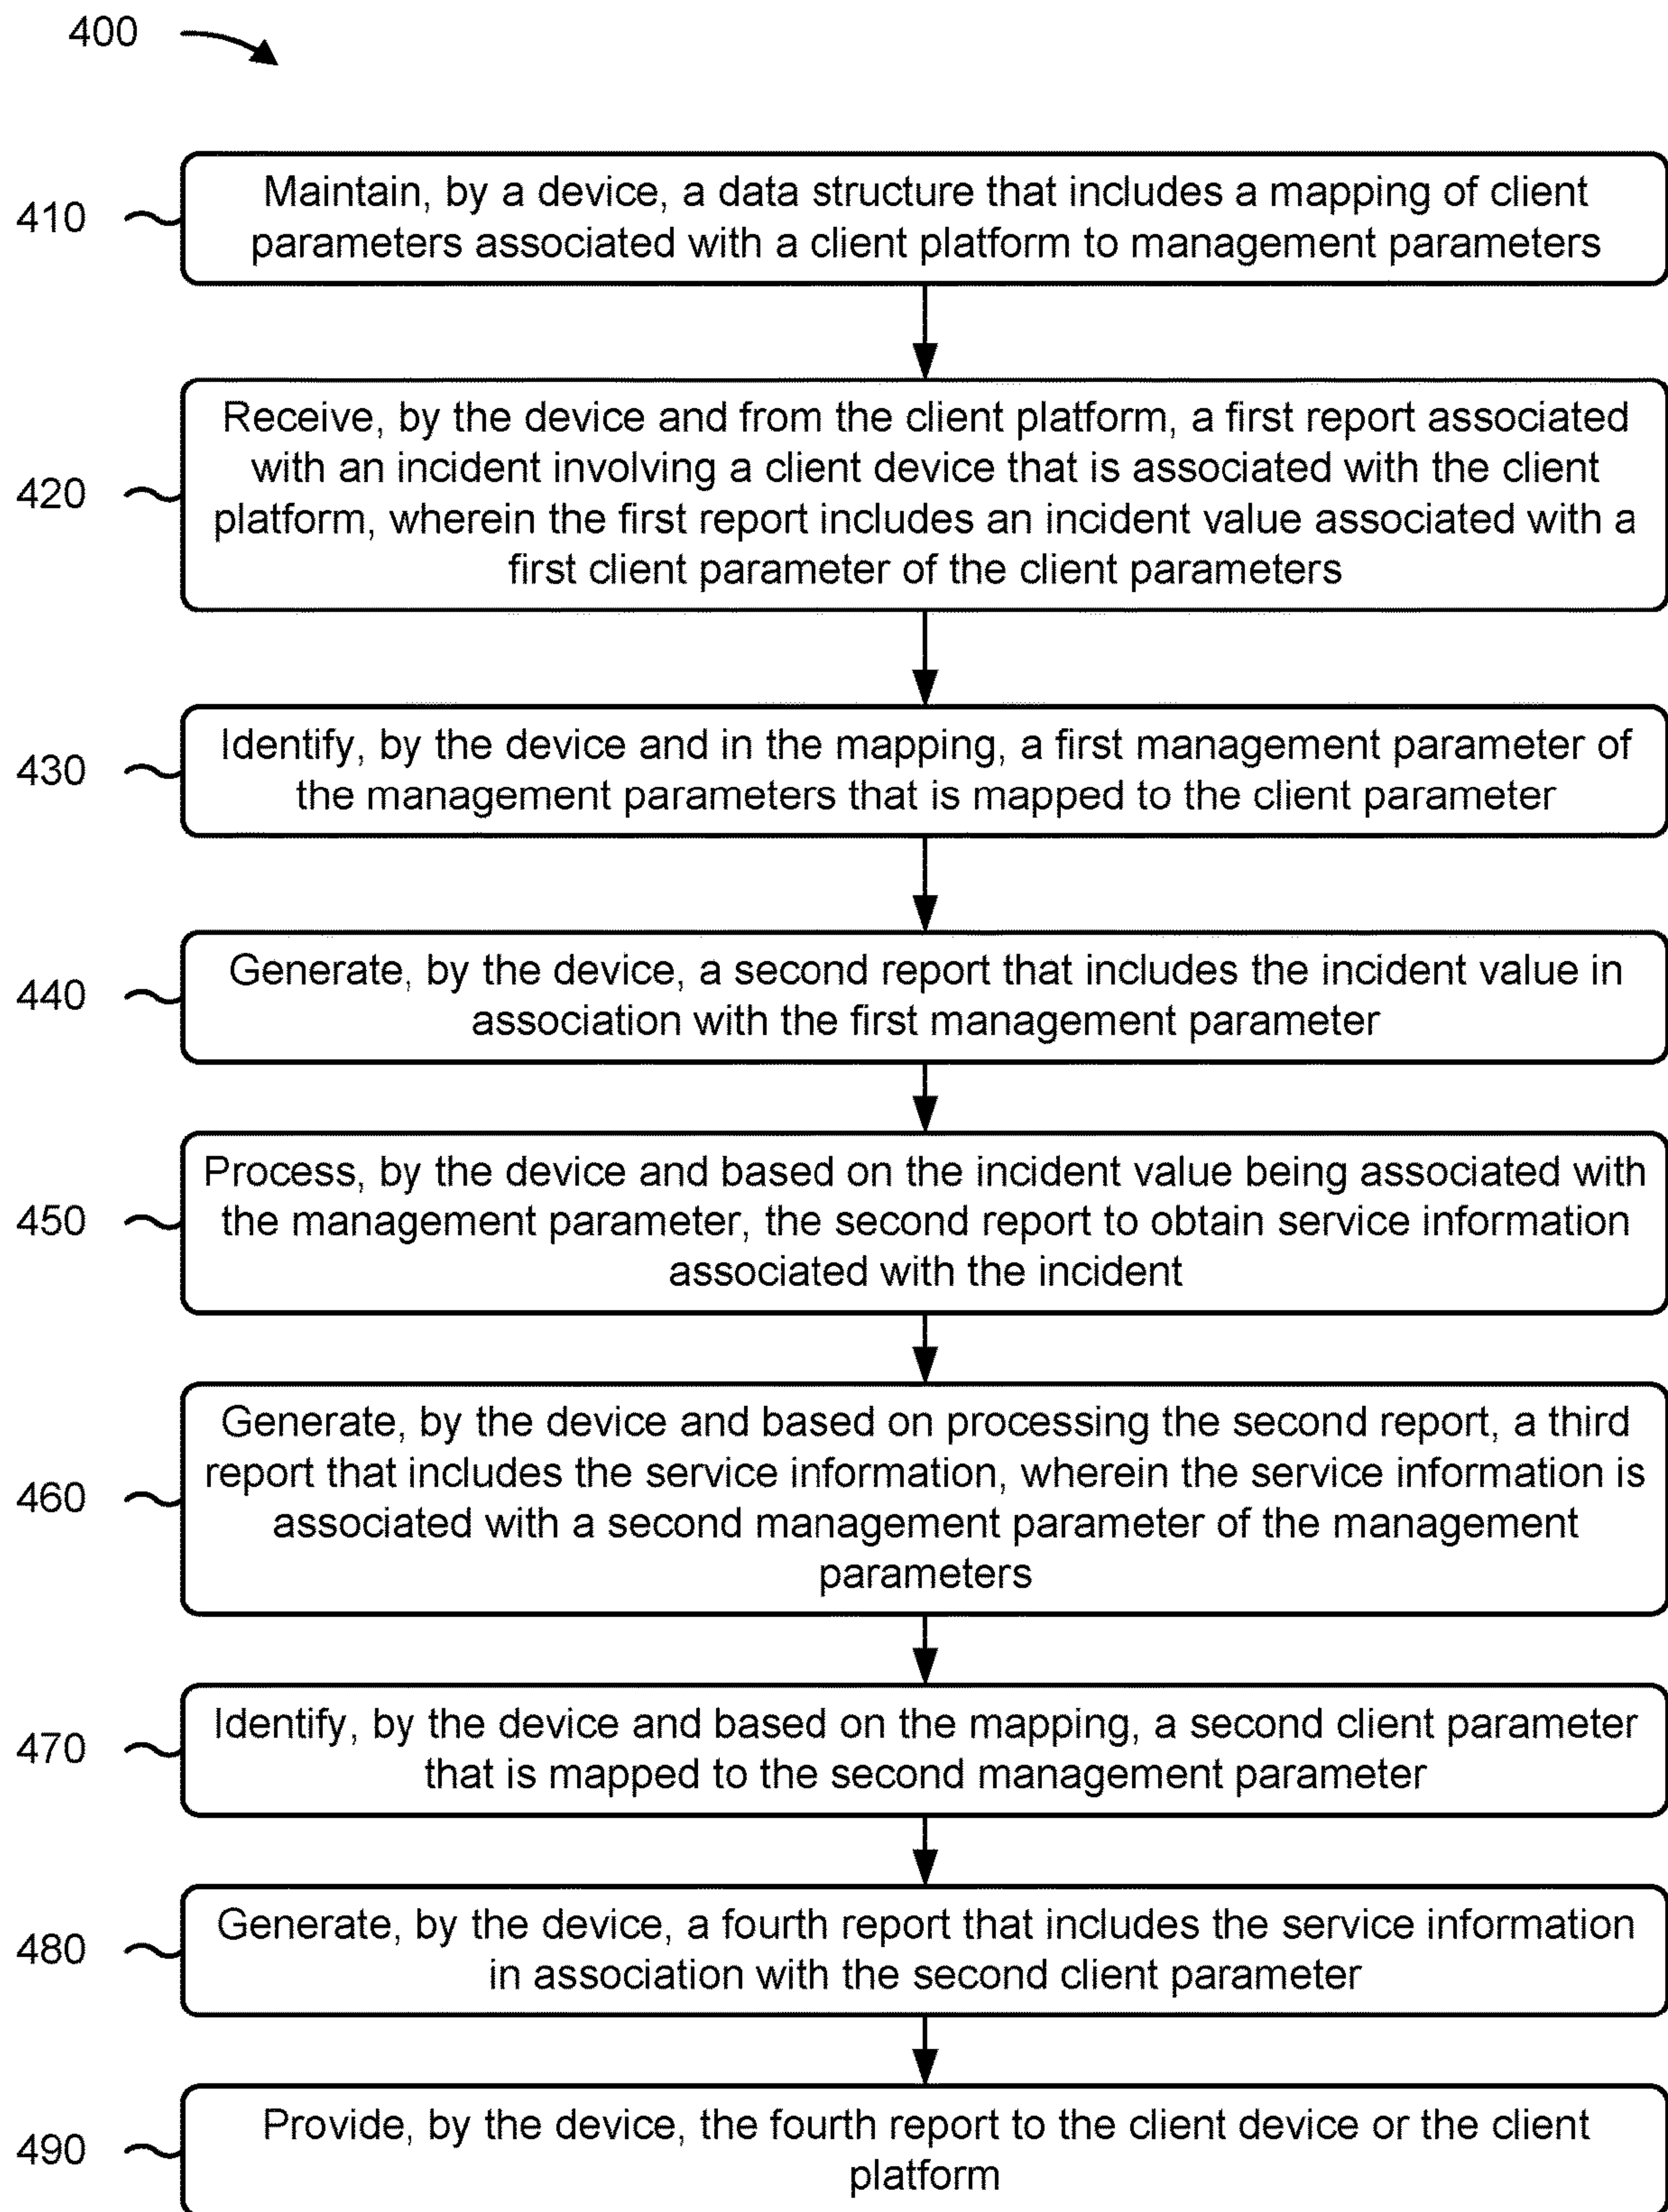 400
410
Maintain, by a device, a data structure that includes a mapping of client
parameters associated with a client platform to management parameters
420
Receive, by the device and from the client platform, a first report associated
with an incident involving a client device that is associated with the client
platform, wherein the first report includes an incident value associated with a
first client parameter of the client parameters
430
Identify, by the device and in the mapping, a first management parameter of
the management parameters that is mapped to the client parameter
440
Generate, by the device, a second report that includes the incident value in
association with the first management parameter
450
Process, by the device and based on the incident value being associated with
the management parameter, the second report to obtain service information
associated with the incident
460
Generate, by the device and based on processing the second report, a third
report that includes the service information, wherein the service information is
associated with a second management parameter of the management
parameters
470
Identify, by the device and based on the mapping, a second client parameter
that is mapped to the second management parameter
480
Generate, by the device, a fourth report that includes the service information
in association with the second client parameter
490
Provide, by the device, the fourth report to the client device or the client
platform